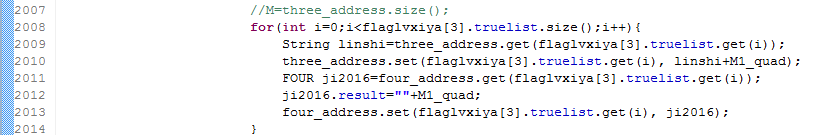 2007 //M=three_address.size();
2008 for(int i=0;i<flaglvxiya[3].truelist.size();i++){
2009 String linshi=three_address.get(flaglvxiya[3].truelist.get(i));
2010 three_address.set(flaglvxiya[3].truelist.get(i), linshi+M1_quad);
2011 FOUR ji2016=four_address.get(flaglvxiya[3].truelist.get(i));
2012 ji2016.result=""+M1_quad;
2013 four_address.set(flaglvxiya[3].truelist.get(i), ji2016);
2014 }